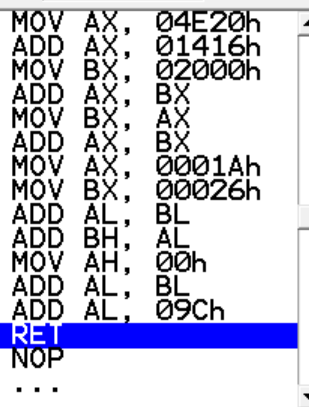 MOV AX, 04E20h
ADD AX, 01416h
MOV BX, 02000h
ADD AX, BX
MOV BX, AX
ADD AX, BX
MOV AX, 0001Ah
MOV BX, 00026h
ADD AL, BL
ADD BH, AL
MOV AH, 00h
ADD AL, BL
ADD AL, 09Ch
RET
NOP
...